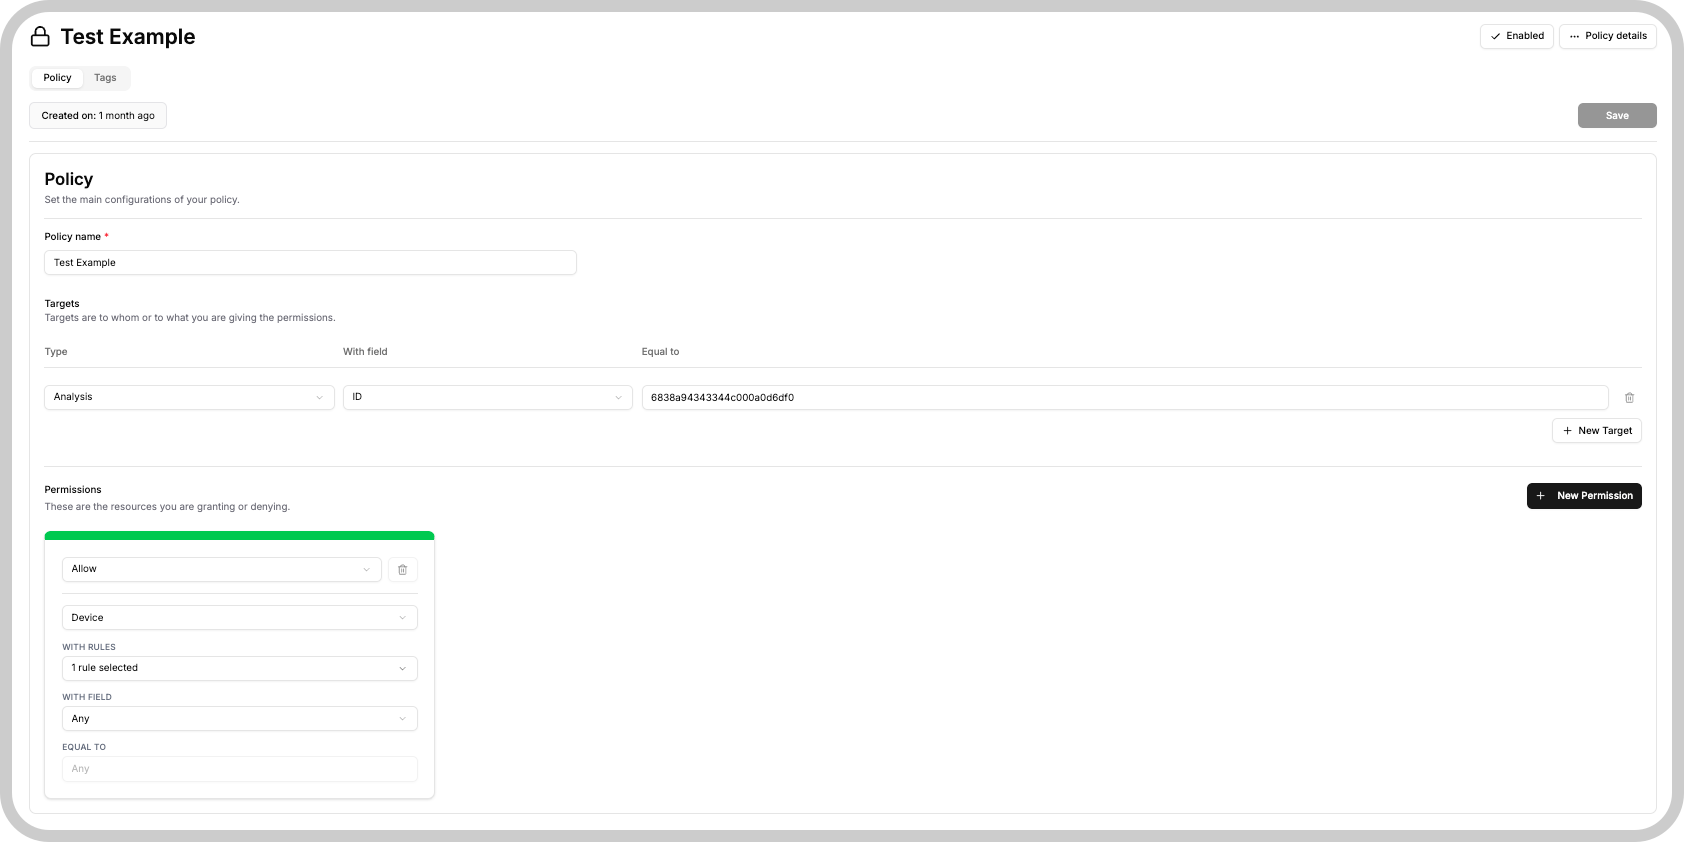 Test Example
Enabled
Policy details
Policy
Tags
Created on: 1 month ago
Save
Policy
Set the main configurations of your policy.
Policy name *
Test Example
Targets
Targets are to whom or to what you are giving the permissions.
Type
With field
Equal to
Analysis
ID
6838a94343344c000a0d6df0
New Target
Permissions
These are the resources you are granting or denying.
New Permission
Allow
Device
WITH RULES
1 rule selected
WITH FIELD
Any
EQUAL TO
Any